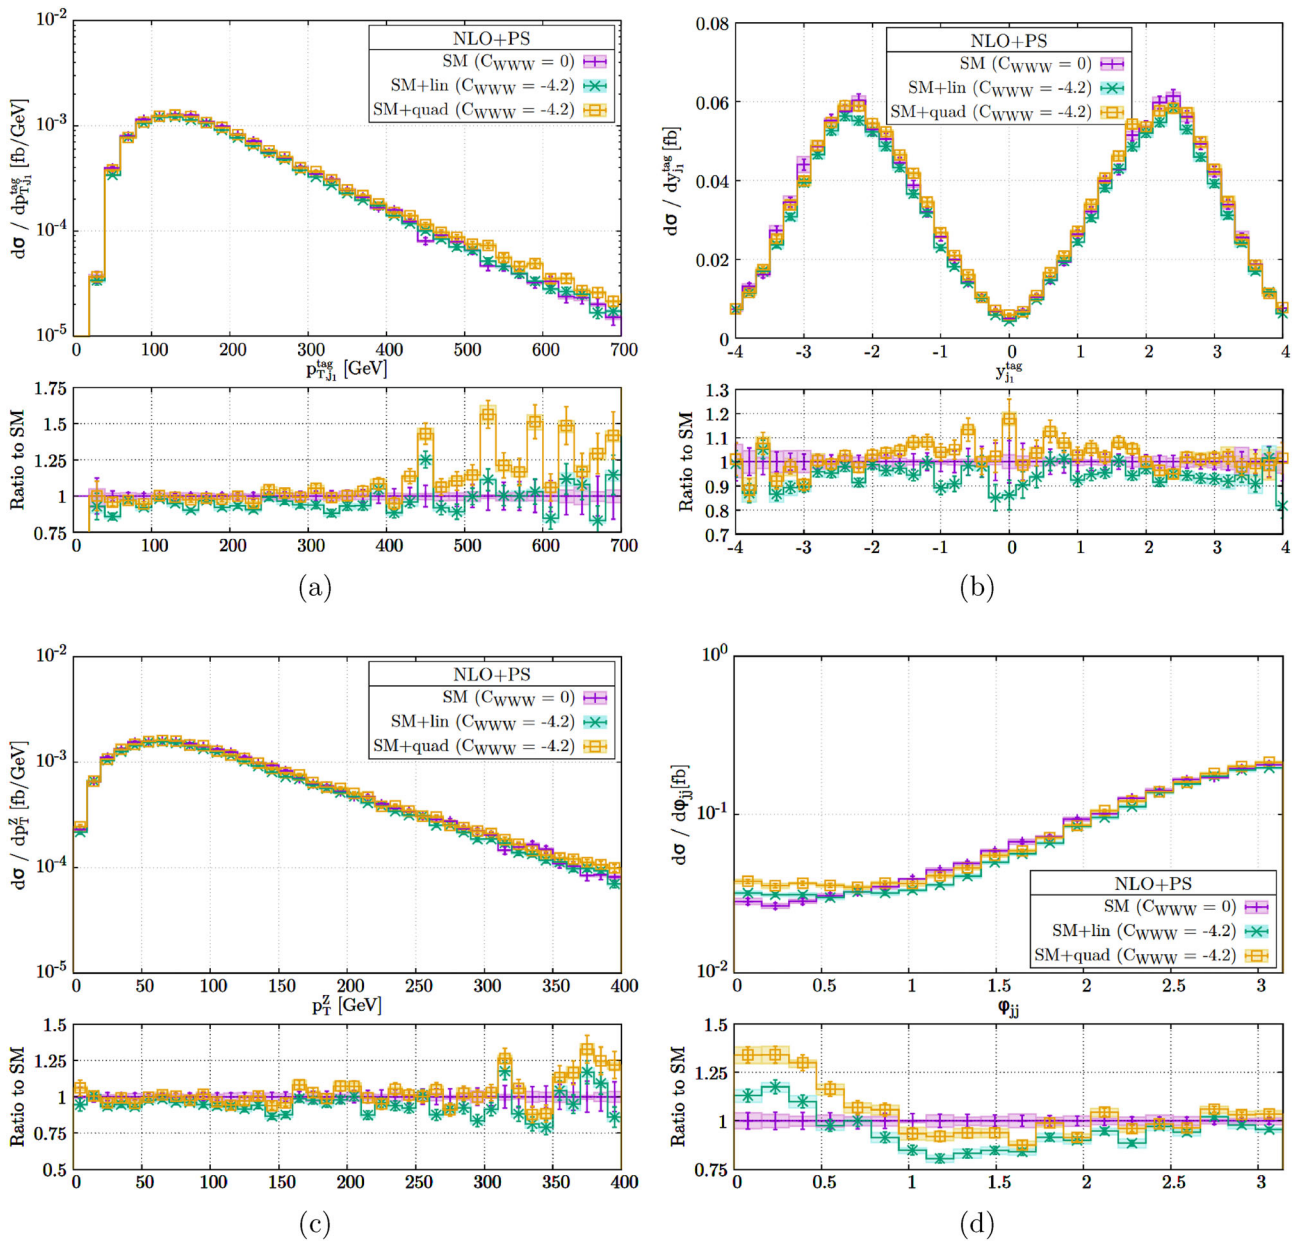 10⁻²
10⁻³
10⁻⁴
10⁻⁵
dσ / dp^tag_T,j₁ [fb/GeV]
NLO+PS
SM (C_WWW = 0)
SM+lin (C_WWW = -4.2)
SM+quad (C_WWW = -4.2)
0 100 200 300 400 500 600 700
p^tag_T,j₁ [GeV]
Ratio to SM
1.75
1.5
1.25
1
0.75
0 100 200 300 400 500 600 700
(a)
0.08
0.06
0.04
0.02
0
dσ / dy^tag_j₁ [fb]
NLO+PS
SM (C_WWW = 0)
SM+lin (C_WWW = -4.2)
SM+quad (C_WWW = -4.2)
-4 -3 -2 -1 0 1 2 3 4
y^tag_j₁
Ratio to SM
1.3
1.2
1.1
1
0.9
0.8
0.7
-4 -3 -2 -1 0 1 2 3 4
(b)
10⁻²
10⁻³
10⁻⁴
10⁻⁵
dσ / dp^Z_T [fb/GeV]
NLO+PS
SM (C_WWW = 0)
SM+lin (C_WWW = -4.2)
SM+quad (C_WWW = -4.2)
0 50 100 150 200 250 300 350 400
p^Z_T [GeV]
Ratio to SM
1.5
1.25
1
0.75
0.5
0 50 100 150 200 250 300 350 400
(c)
10⁰
10⁻¹
10⁻²
dσ / dφ_jj[fb]
NLO+PS
SM (C_WWW = 0)
SM+lin (C_WWW = -4.2)
SM+quad (C_WWW = -4.2)
0 0.5 1 1.5 2 2.5 3
φ_jj
Ratio to SM
1.5
1.25
1
0.75
0 0.5 1 1.5 2 2.5 3
(d)